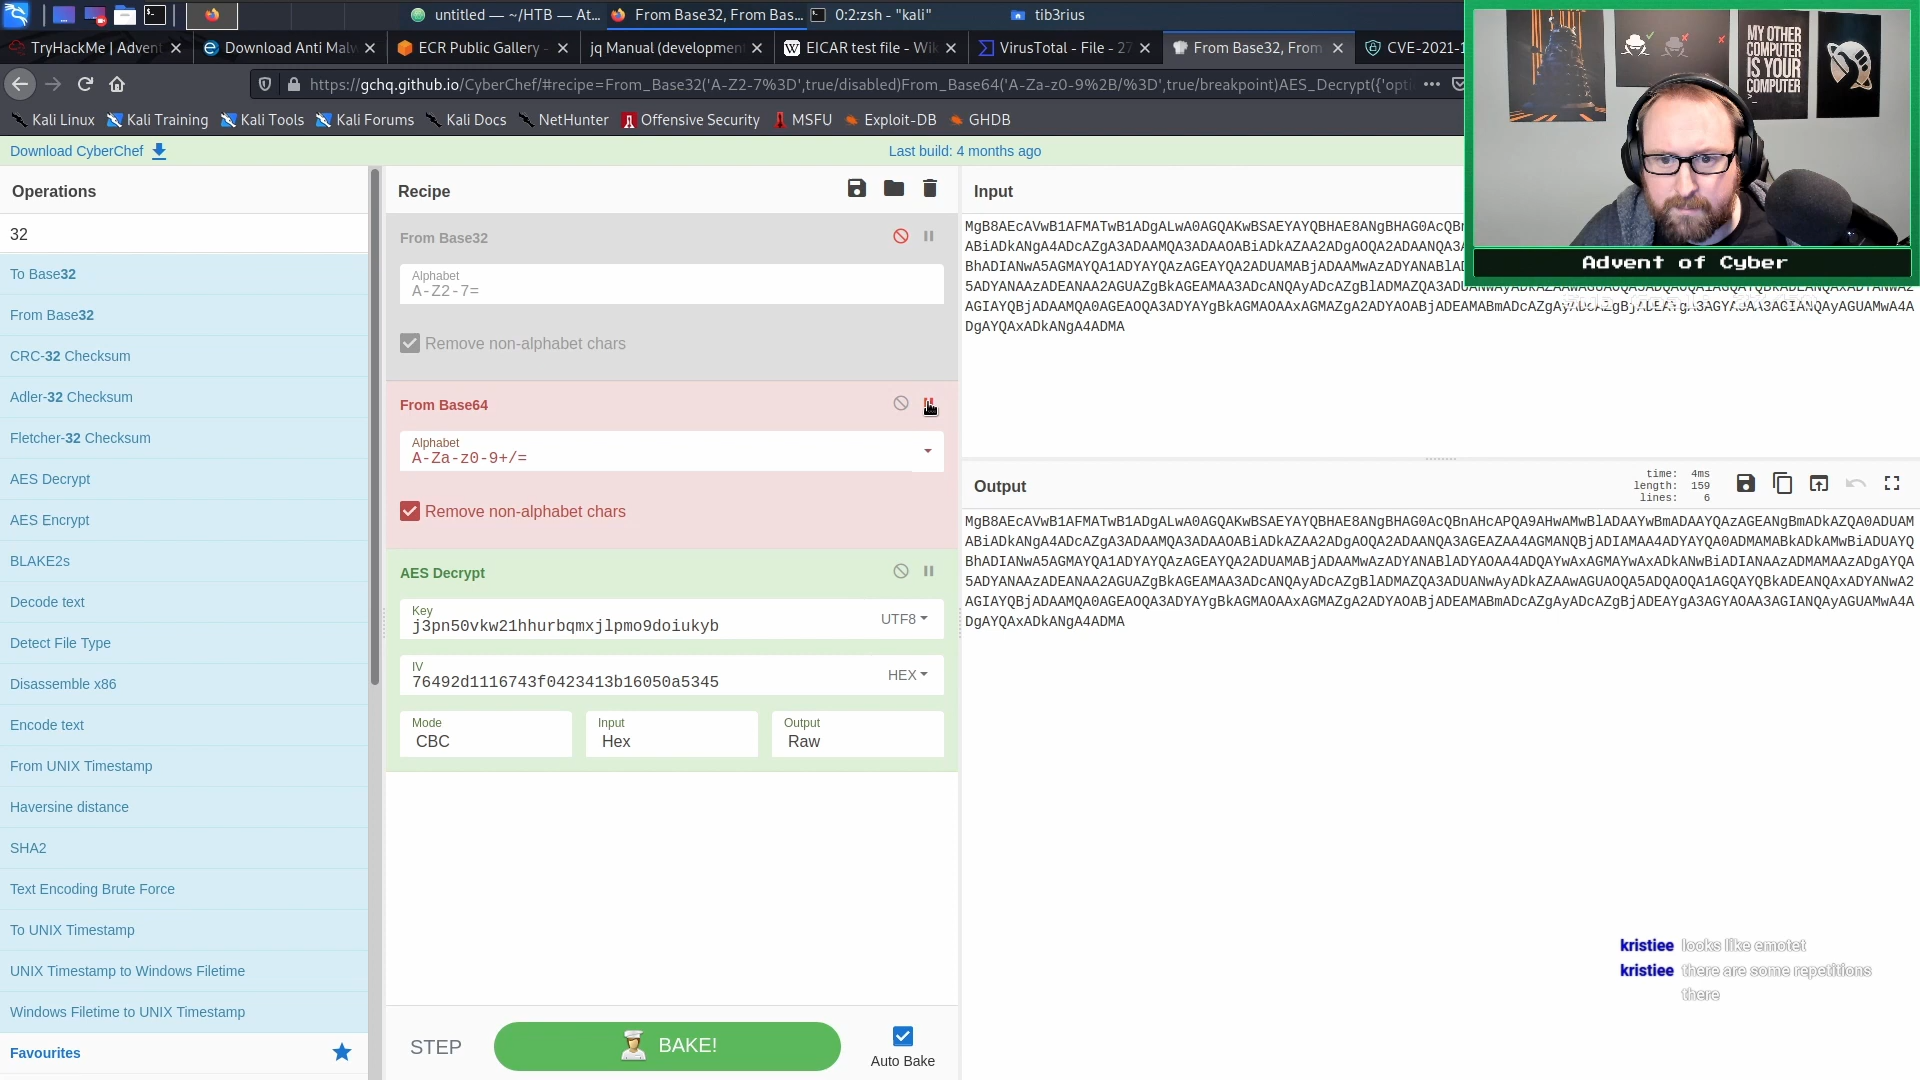 untitled — ~/HTB — At...
From Base32, From Bas...
0:2:zsh - "kali"
tib3rius
TryHackMe | Advent
Download Anti Malw
ECR Public Gallery -
jq Manual (developmen
EICAR test file - Wik
VirusTotal - File - 27
From Base32, From
CVE-2021-1
https://gchq.github.io/CyberChef/#recipe=From_Base32('A-Z2-7%3D',true/disabled)From_Base64('A-Za-z0-9%2B/%3D',true/breakpoint)AES_Decrypt({'opti
Kali Linux
Kali Training
Kali Tools
Kali Forums
Kali Docs
NetHunter
Offensive Security
MSFU
Exploit-DB
GHDB
MY OTHER
COMPUTER
IS YOUR
COMPUTER
>_
Advent of Cyber
Download CyberChef
Last build: 4 months ago
Operations
32
To Base32
From Base32
CRC-32 Checksum
Adler-32 Checksum
Fletcher-32 Checksum
AES Decrypt
AES Encrypt
BLAKE2s
Decode text
Detect File Type
Disassemble x86
Encode text
From UNIX Timestamp
Haversine distance
SHA2
Text Encoding Brute Force
To UNIX Timestamp
UNIX Timestamp to Windows Filetime
Windows Filetime to UNIX Timestamp
Favourites
Recipe
From Base32
Alphabet
A-Z2-7=
Remove non-alphabet chars
From Base64
Alphabet
A-Za-z0-9+/=
Remove non-alphabet chars
AES Decrypt
Key
j3pn50vkw21hhurbqmxjlpmo9doiukyb
UTF8
IV
76492d1116743f0423413b16050a5345
HEX
Mode
CBC
Input
Hex
Output
Raw
STEP
BAKE!
Auto Bake
Input
MgB8AEcAVwB1AFMATwB1ADgALwA0AGQAKwBSAEYAYQBHAE8ANgBHAG0AcQBn
ABiADkANgA4ADcAZgA3ADAAMQA3ADAAOABiADkAZAA2ADgAOQA2ADAANQA3A
BhADIANwA5AGMAYQA1ADYAYQAzAGEAYQA2ADUAMABjADAAMwAzADYANABlAD
DgAYQAxADkANgA4ADMA
Output
time: 4ms
length: 159
lines: 6
MgB8AEcAVwB1AFMATwB1ADgALwA0AGQAKwBSAEYAYQBHAE8ANgBHAG0AcQBnAHcAPQA9AHwAMwBlADAAYwBmADAAYQAzAGEANgBmADkAZQA0ADUAM
ABiADkANgA4ADcAZgA3ADAAMQA3ADAAOABiADkAZAA2ADgAOQA2ADAANQA3AGEAZAA4AGMANQBjADIAMAA4ADYAYQA0ADMAMABkADkAMwBiADUAYQ
BhADIANwA5AGMAYQA1ADYAYQAzAGEAYQA2ADUAMABjADAAMwAzADYANABlADYAOAA4ADQAYwAxAGMAYwAxADkANwBiADIANAAzADMAMAAzADgAYQA
5ADYANAAzADEANAA2AGUAZgBkAGEAMAA3ADcANQAyADcAZgBlADMAZQA3ADUANwAyADkAZAAwAGUAOQA5ADQAOQA1AGQAYQBkADEANQAxADYANwA2
AGIAYQBjADAAMQA0AGEAOQA3ADYAYgBkAGMAOAAxAGMAZgA2ADYAOABjADEAMABmADcAZgAyADcAZgBjADEAYgA3AGYAOAA3AGIANQAyAGUAMwA4A
DgAYQAxADkANgA4ADMA
kristiee looks like emotet
kristiee there are some repetitions
there